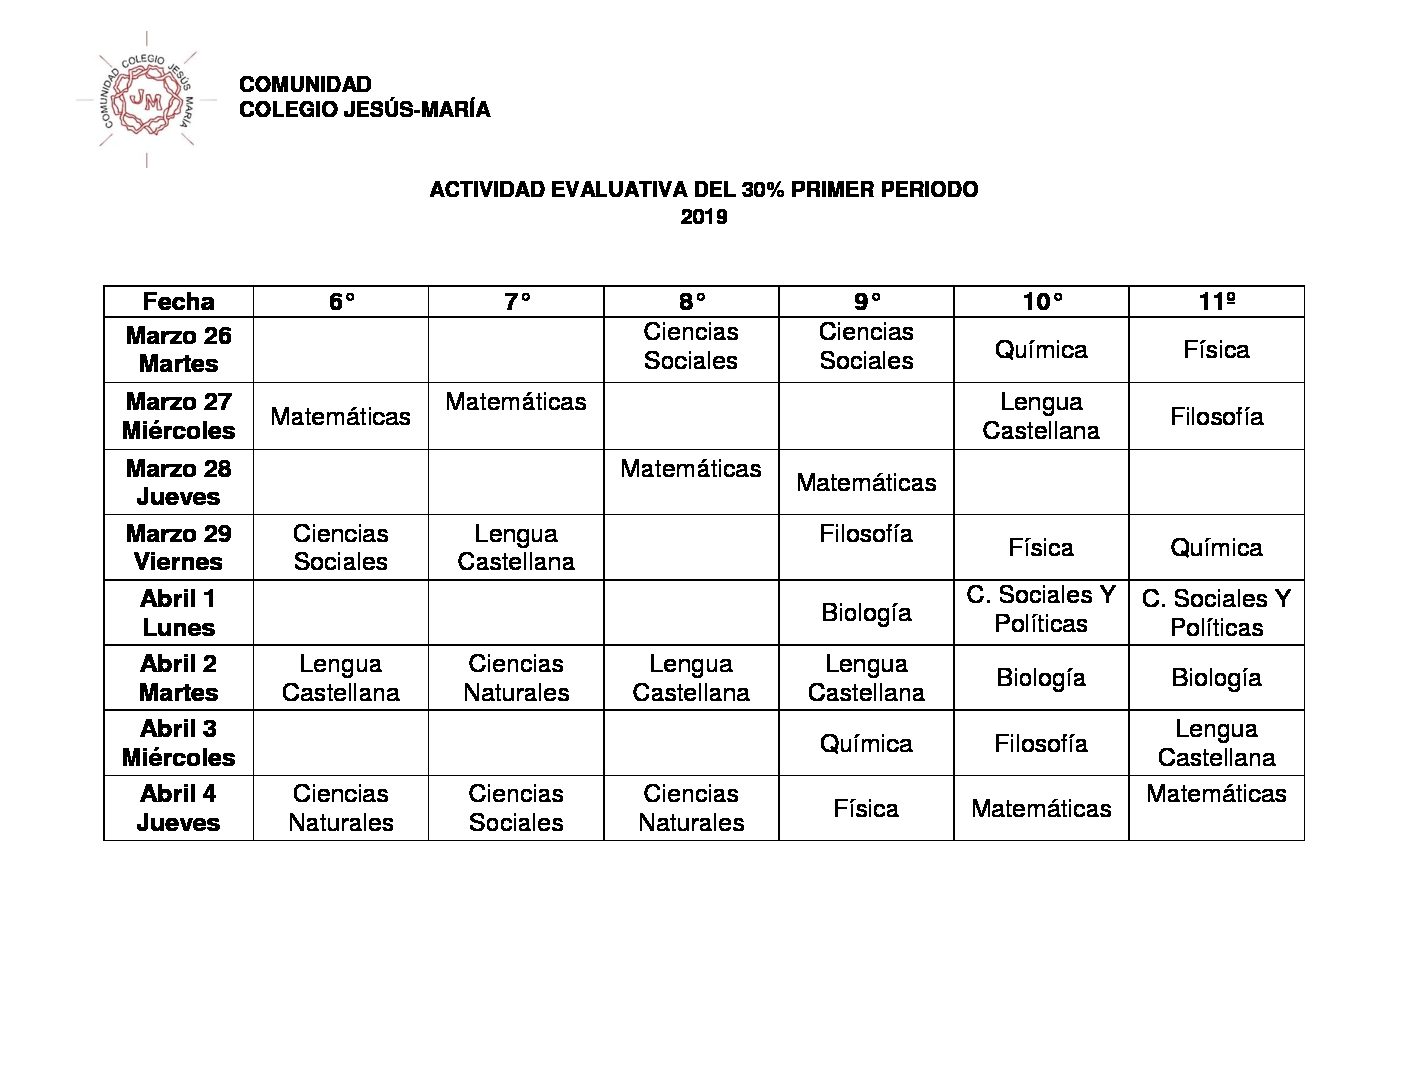 COMUNIDAD COLEGIO JESÚS MARÍA
JM
COMUNIDAD
COLEGIO JESÚS-MARÍA
ACTIVIDAD EVALUATIVA DEL 30% PRIMER PERIODO
2019
Fecha 6° 7° 8° 9° 10° 11º
Marzo 26 Ciencias Ciencias Química Física
Martes Sociales Sociales
Marzo 27 Matemáticas Matemáticas Lengua Filosofía
Miércoles Castellana
Marzo 28 Matemáticas Matemáticas
Jueves
Marzo 29 Ciencias Lengua Filosofía Física Química
Viernes Sociales Castellana
Abril 1 Biología C. Sociales Y C. Sociales Y
Lunes Políticas Políticas
Abril 2 Lengua Ciencias Lengua Lengua Biología Biología
Martes Castellana Naturales Castellana Castellana
Abril 3 Química Filosofía Lengua
Miércoles Castellana
Abril 4 Ciencias Ciencias Ciencias Física Matemáticas Matemáticas
Jueves Naturales Sociales Naturales